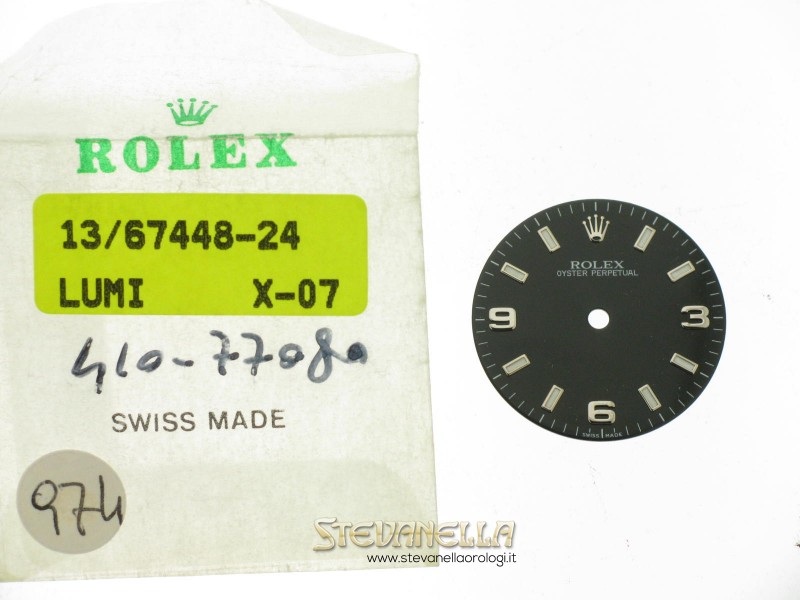 ROLEX
13/67448-24
LUMI X-07
410-77080
SWISS MADE
974
ROLEX
OYSTER PERPETUAL
9 3
6
SWISS MADE
STEVANELLA
www.stevanellaorologi.it